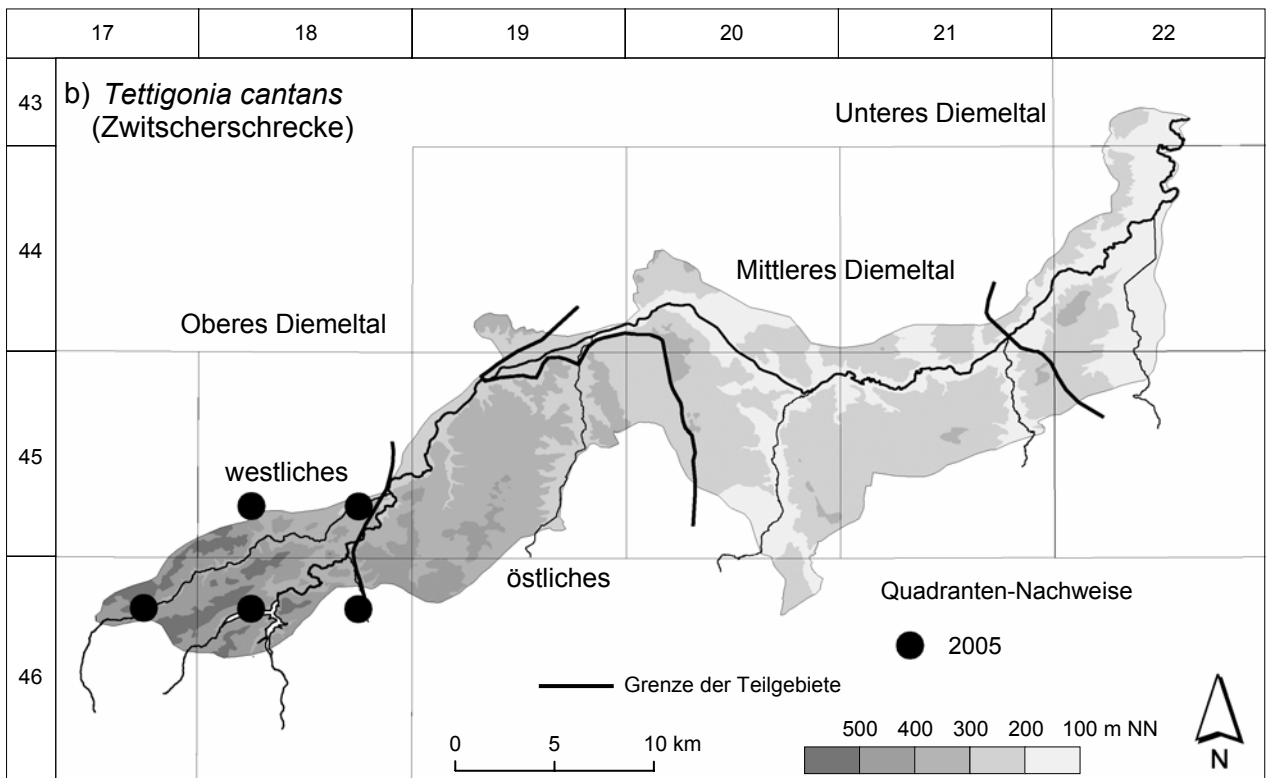 17 18 19 20 21 22
43
b) Tettigonia cantans
(Zwitscherschrecke)
Unteres Diemeltal
44
Mittleres Diemeltal
Oberes Diemeltal
45
westliches
östliches
Quadranten-Nachweise
2005
46
Grenze der Teilgebiete
0 5 10 km
500 400 300 200 100 m NN
N